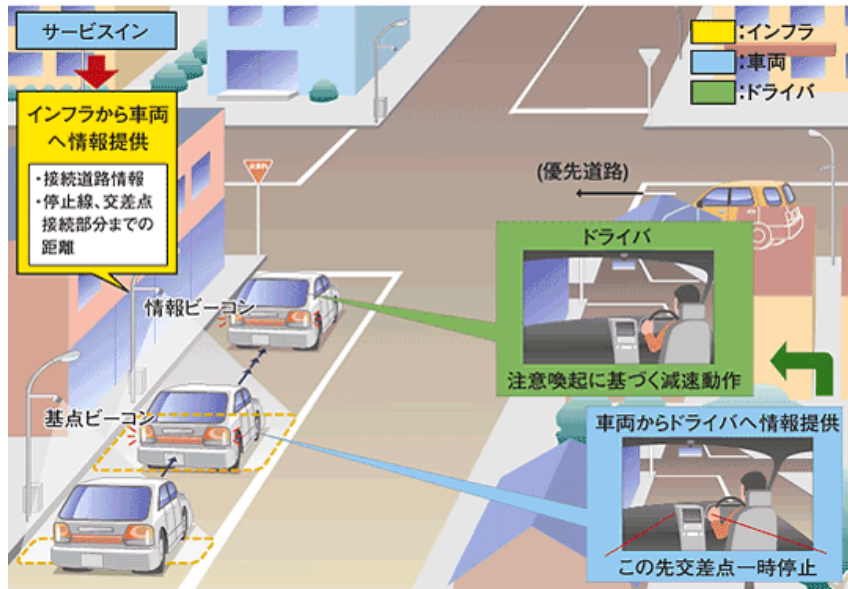 サービスイン
インフラから車両
へ情報提供
・接続道路情報
・停止線、交差点
接続部分までの
距離
:インフラ
:車両
:ドライバ
(優先道路)
情報ビーコン
基点ビーコン
ドライバ
注意喚起に基づく減速動作
車両からドライバへ情報提供
この先交差点一時停止